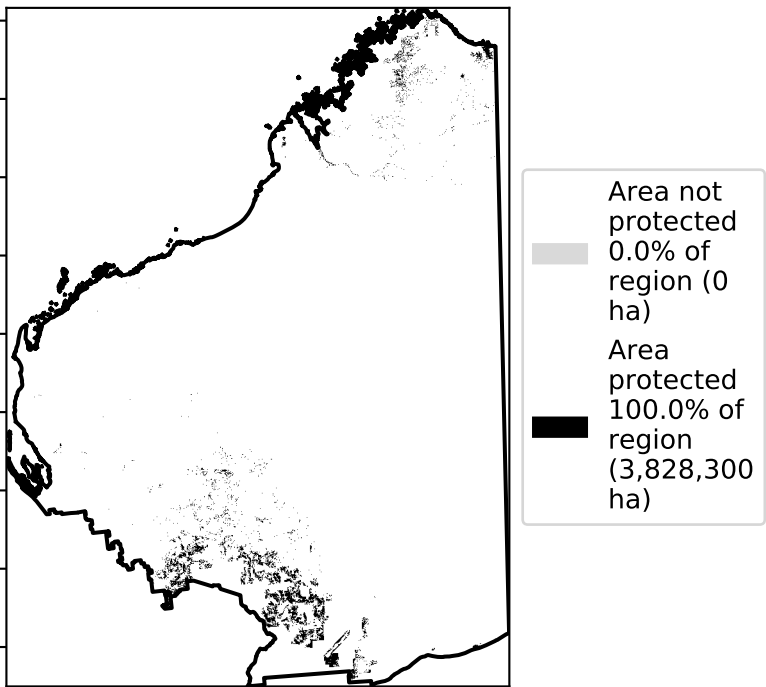 Area not
protected
0.0% of
region (0
ha)
Area
protected
100.0% of
region
(3,828,300
ha)